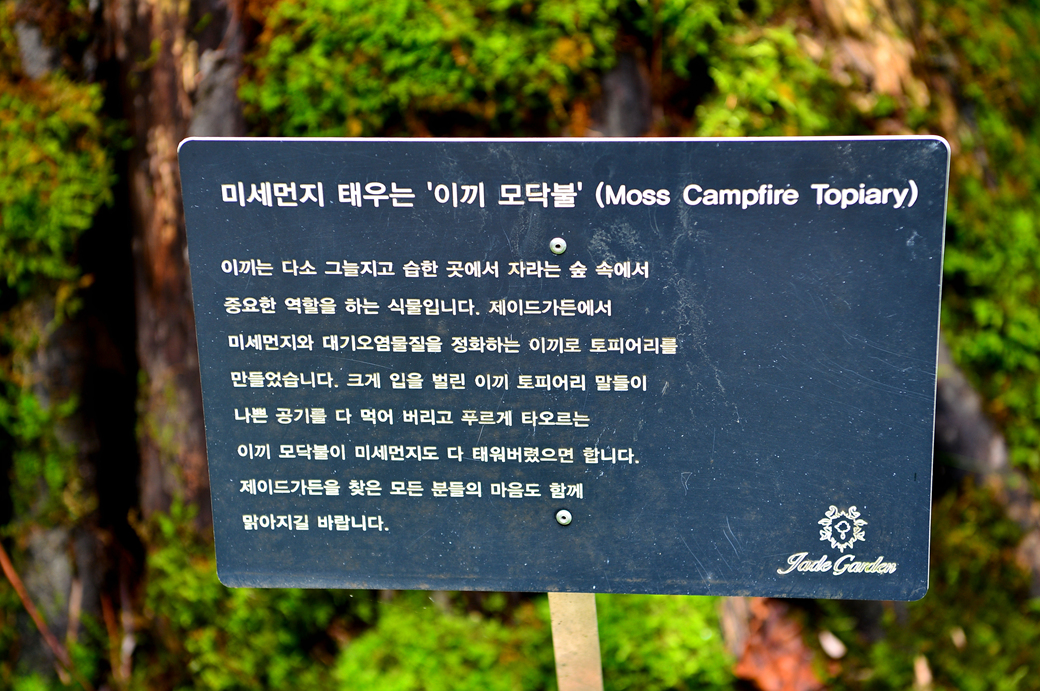 미세먼지 태우는 '이끼 모닥불' (Moss Campfire Topiary)
이끼는 다소 그늘지고 습한 곳에서 자라는 숲 속에서
중요한 역할을 하는 식물입니다. 제이드가든에서
미세먼지와 대기오염물질을 정화하는 이끼로 토피어리를
만들었습니다. 크게 입을 벌린 이끼 토피어리 말들이
나쁜 공기를 다 먹어 버리고 푸르게 타오르는
이끼 모닥불이 미세먼지도 다 태워버렸으면 합니다.
제이드가든을 찾은 모든 분들의 마음도 함께
맑아지길 바랍니다.
Jade Garden